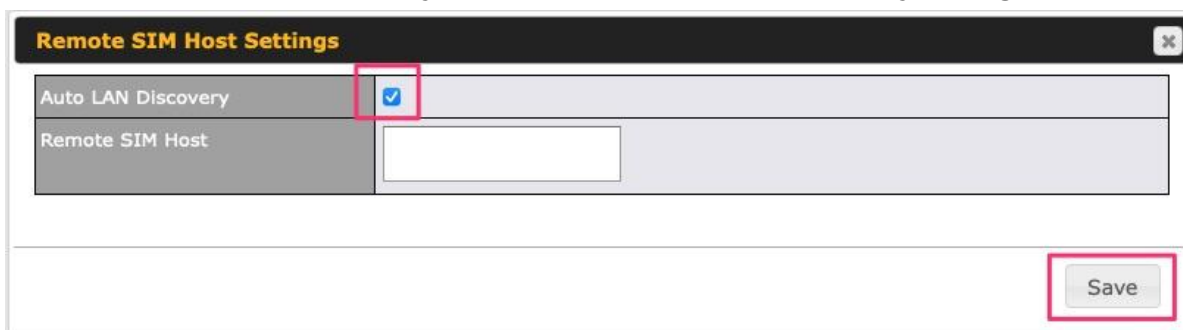 Remote SIM Host Settings
Auto LAN Discovery
Remote SIM Host
Save